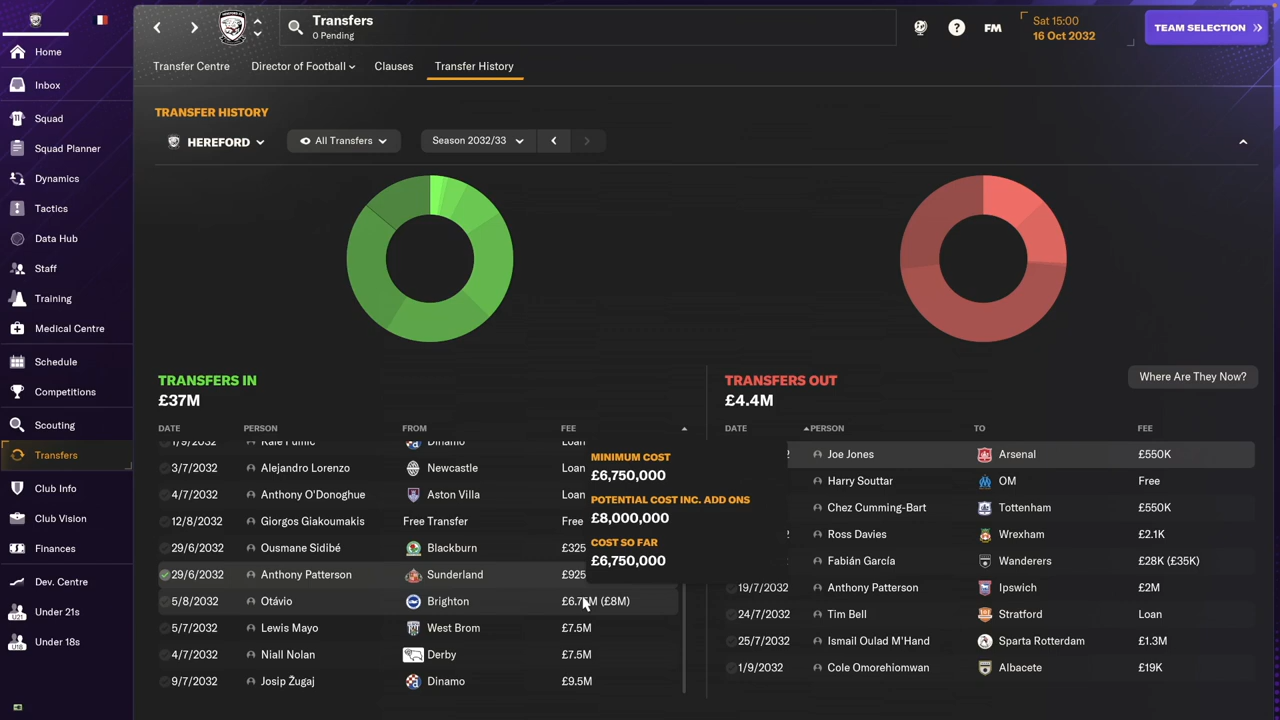 Transfers
0 Pending
FM
Sat 15:00
16 Oct 2032
TEAM SELECTION
Home
Inbox
Squad
Squad Planner
Dynamics
Tactics
Data Hub
Staff
Training
Medical Centre
Schedule
Competitions
Scouting
Transfers
Club Info
Club Vision
Finances
Dev. Centre
Under 21s
Under 18s
Transfer Centre Director of Football Clauses Transfer History
TRANSFER HISTORY
HEREFORD All Transfers Season 2032/33
TRANSFERS IN
£37M
DATE PERSON FROM FEE
1/9/2032 Dinamo Loan
3/7/2032 Alejandro Lorenzo Newcastle Loan
4/7/2032 Anthony O'Donoghue Aston Villa Loan
12/8/2032 Giorgos Giakoumakis Free Transfer Free
29/6/2032 Ousmane Sidibé Blackburn £325
29/6/2032 Anthony Patterson Sunderland £925
5/8/2032 Otávio Brighton £6.75M (£8M)
5/7/2032 Lewis Mayo West Brom £7.5M
4/7/2032 Niall Nolan Derby £7.5M
9/7/2032 Josip Žugaj Dinamo £9.5M
MINIMUM COST
£6,750,000
POTENTIAL COST INC. ADD ONS
£8,000,000
COST SO FAR
£6,750,000
TRANSFERS OUT
£4.4M
Where Are They Now?
DATE PERSON TO FEE
2 Joe Jones Arsenal £550K
Harry Souttar OM Free
Chez Cumming-Bart Tottenham £550K
Ross Davies Wrexham £2.1K
Fabián García Wanderers £28K (£35K)
19/7/2032 Anthony Patterson Ipswich £2M
24/7/2032 Tim Bell Stratford Loan
25/7/2032 Ismail Oulad M'Hand Sparta Rotterdam £1.3M
1/9/2032 Cole Omorehiomwan Albacete £19K